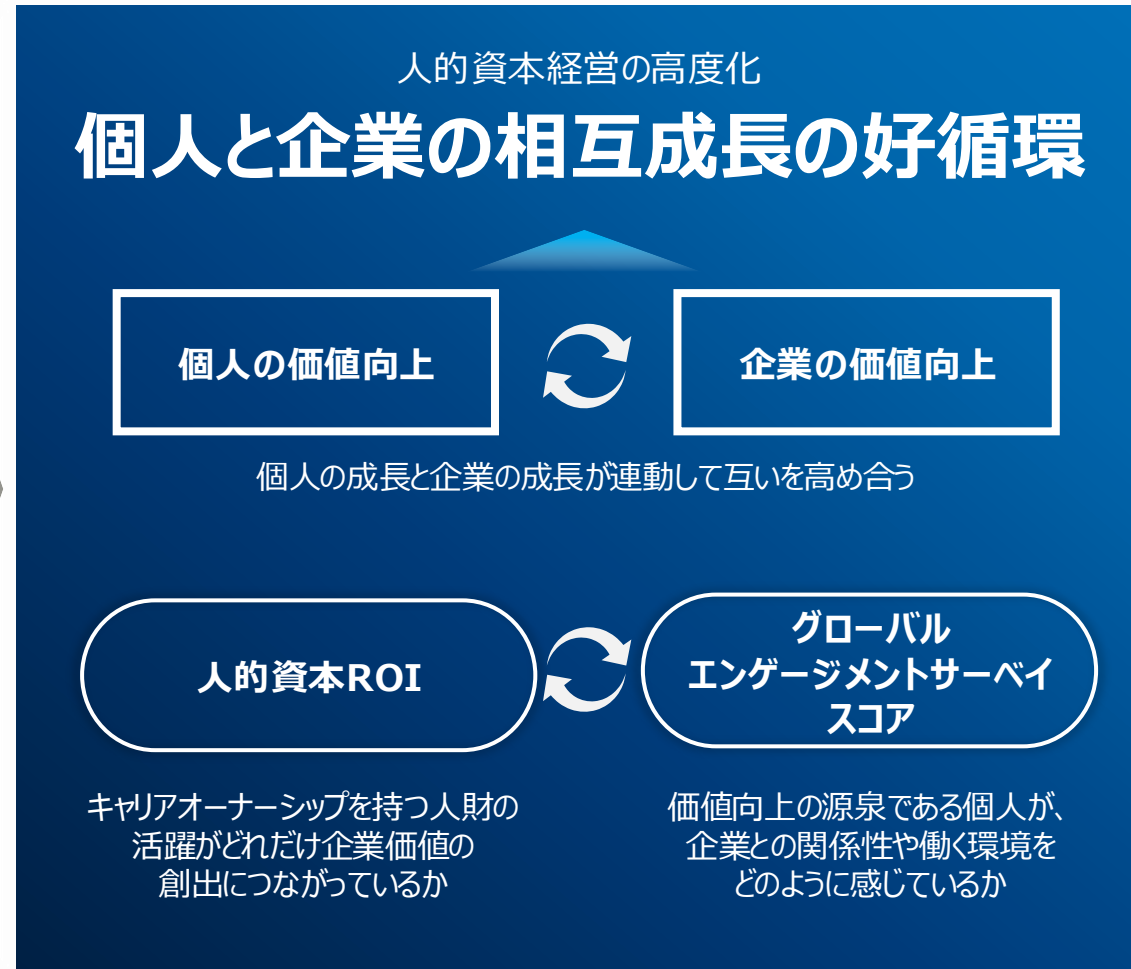 人的資本経営の高度化
個人と企業の相互成長の好循環
個人の価値向上
企業の価値向上
個人の成長と企業の成長が連動して互いを高め合う
人的資本ROI
グローバル
エンゲージメントサーベイ
スコア
キャリアオーナーシップを持つ人財の
活躍がどれだけ企業価値の
創出につながっているか
価値向上の源泉である個人が、
企業との関係性や働く環境を
どのように感じているか